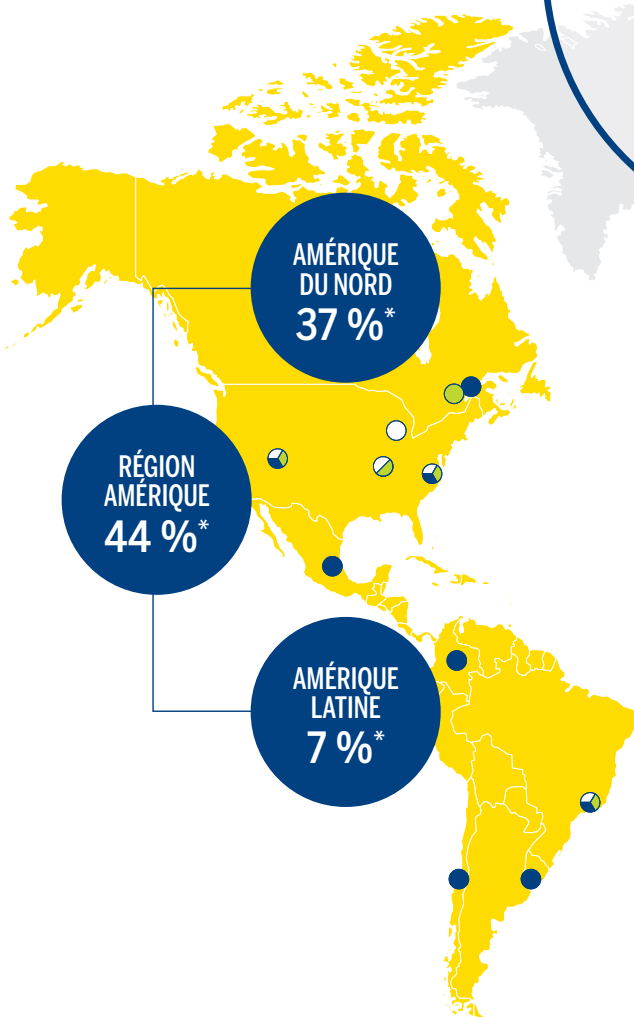 AMÉRIQUE
DU NORD
37 %*
RÉGION
AMÉRIQUE
44 %*
AMÉRIQUE
LATINE
7 %*